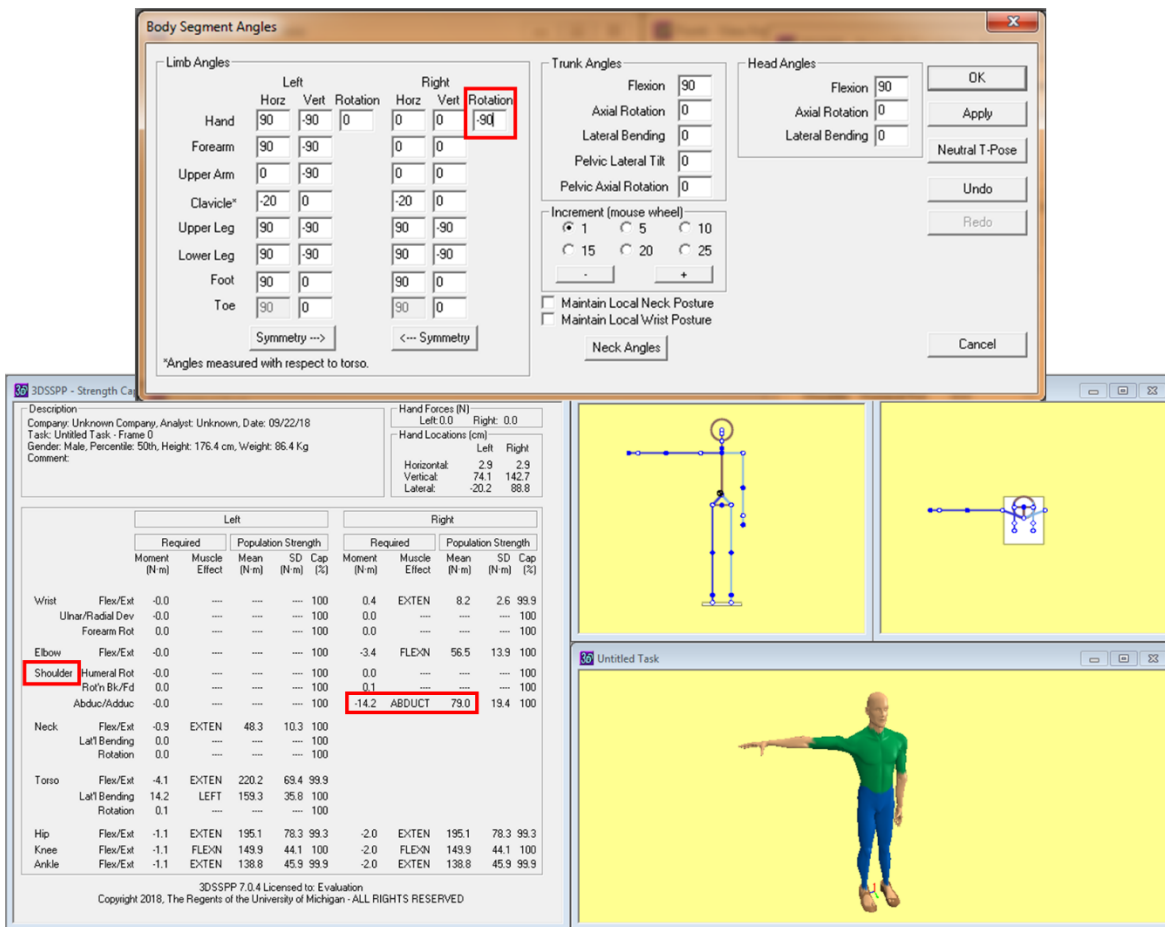 Body Segment Angles
Limb Angles
Left Right
Horz Vert Rotation Horz Vert Rotation
Hand 90 -90 0 0 0 -90
Forearm 90 -90 0 0
Upper Arm 0 -90 0 0
Clavicle* -20 0 -20 0
Upper Leg 90 -90 90 -90
Lower Leg 90 -90 90 -90
Foot 90 0 90 0
Toe 90 0 90 0
Symmetry ---> <--- Symmetry
*Angles measured with respect to torso.
Trunk Angles
Flexion 90
Axial Rotation 0
Lateral Bending 0
Pelvic Lateral Tilt 0
Pelvic Axial Rotation 0
Increment (mouse wheel)
1 5 10
15 20 25
- +
Maintain Local Neck Posture
Maintain Local Wrist Posture
Neck Angles
Head Angles
Flexion 90
Axial Rotation 0
Lateral Bending 0
OK
Apply
Neutral T-Pose
Undo
Redo
Cancel
3DSSPP - Strength Cap
Description
Company: Unknown Company, Analyst: Unknown, Date: 09/22/18
Task: Untitled Task - Frame 0
Gender: Male, Percentile: 50th, Height: 176.4 cm, Weight: 86.4 Kg
Comment:
Hand Forces (N)
Left:0.0 Right: 0.0
Hand Locations (cm)
Left Right
Horizontal: 2.9 2.9
Vertical: 74.1 142.7
Lateral: -20.2 88.8
Left Right
Required Population Strength Required Population Strength
Moment Muscle Mean SD Cap Moment Muscle Mean SD Cap
(N·m) Effect (N·m) (N·m) (%) (N·m) Effect (N·m) (N·m) (%)
Wrist Flex/Ext -0.0 ---- ---- ---- 100 0.4 EXTEN 8.2 2.6 99.9
Ulnar/Radial Dev -0.0 ---- ---- ---- 100 0.0 ---- ---- ---- 100
Forearm Rot 0.0 ---- ---- ---- 100 0.0 ---- ---- ---- 100
Elbow Flex/Ext -0.0 ---- ---- ---- 100 -3.4 FLEXN 56.5 13.9 100
Shoulder Humeral Rot -0.0 ---- ---- ---- 100 0.0 ---- ---- ---- 100
Rot'n Bk/Fd 0.0 ---- ---- ---- 100 0.1 ---- ---- ---- 100
Abduc/Adduc -0.0 ---- ---- ---- 100 -14.2 ABDUCT 79.0 19.4 100
Neck Flex/Ext -0.9 EXTEN 48.3 10.3 100
Lat'l Bending 0.0 ---- ---- ---- 100
Rotation 0.0 ---- ---- ---- 100
Torso Flex/Ext -4.1 EXTEN 220.2 69.4 99.9
Lat'l Bending 14.2 LEFT 159.3 35.8 100
Rotation 0.1 ---- ---- ---- 100
Hip Flex/Ext -1.1 EXTEN 195.1 78.3 99.3 -2.0 EXTEN 195.1 78.3 99.3
Knee Flex/Ext -1.1 FLEXN 149.9 44.1 100 -2.0 FLEXN 149.9 44.1 100
Ankle Flex/Ext -1.1 EXTEN 138.8 45.9 99.9 -2.0 EXTEN 138.8 45.9 99.9
3DSSPP 7.0.4 Licensed to: Evaluation
Copyright 2018, The Regents of the University of Michigan - ALL RIGHTS RESERVED
Untitled Task